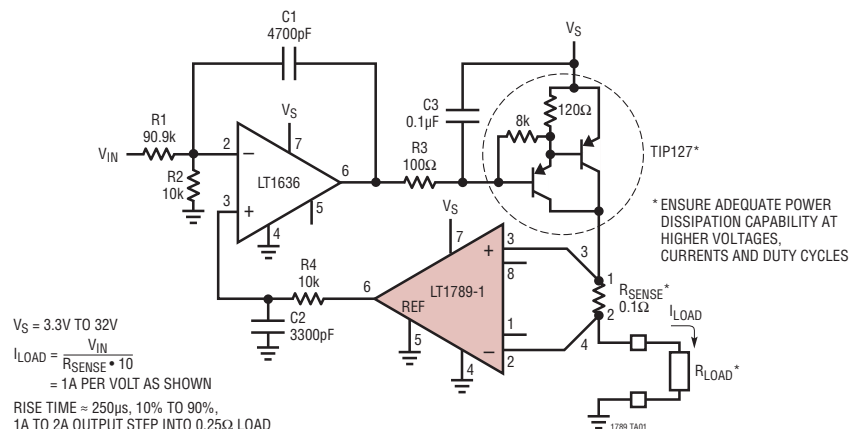 C1
4700pF
VS
C3
0.1µF
120Ω
8k
R1
90.9k
VS
7
TIP127*
VIN
2
−
R3
100Ω
6
R2
10k
LT1636
3
+
5
4
VS
7
* ENSURE ADEQUATE POWER
DISSIPATION CAPABILITY AT
HIGHER VOLTAGES,
CURRENTS AND DUTY CYCLES
+
3
3
8
1
R4
10k
6
LT1789-1
RSENSE*
0.1Ω
REF
2
ILOAD
1
C2
3300pF
5
4
−
2
4
RLOAD*
VS = 3.3V TO 32V
ILOAD = VIN / RSENSE • 10
= 1A PER VOLT AS SHOWN
RISE TIME ≈ 250µs, 10% TO 90%,
1A TO 2A OUTPUT STEP INTO 0.25Ω LOAD
1789 TA01